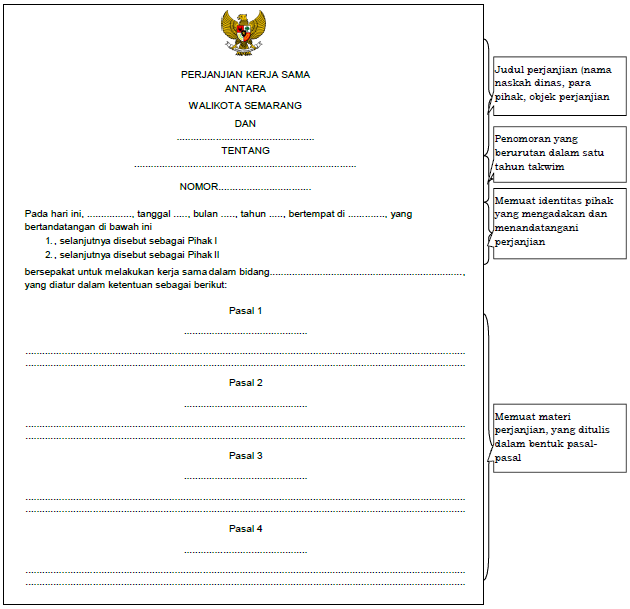 PERJANJIAN KERJA SAMA
ANTARA
WALIKOTA SEMARANG
DAN
..................................................
TENTANG
.................................................................................
NOMOR..................................
Pada hari ini, ................, tanggal ....., bulan ....., tahun ....., bertempat di ............., yang
bertandatangan di bawah ini
1. , selanjutnya disebut sebagai Pihak I
2. , selanjutnya disebut sebagai Pihak II
bersepakat untuk melakukan kerja sama dalam bidang......................................................................,
yang diatur dalam ketentuan sebagai berikut:
Pasal 1
.............................................
................................................................................................................................................................
................................................................................................................................................................
Pasal 2
.............................................
................................................................................................................................................................
................................................................................................................................................................
Pasal 3
.............................................
................................................................................................................................................................
................................................................................................................................................................
Pasal 4
.............................................
................................................................................................................................................................
................................................................................................................................................................
Judul perjanjian (nama
naskah dinas, para
pihak, objek perjanjian
Penomoran yang
berurutan dalam satu
tahun takwim
Memuat identitas pihak
yang mengadakan dan
menandatangani
perjanjian
Memuat materi
perjanjian, yang ditulis
dalam bentuk pasal-
pasal